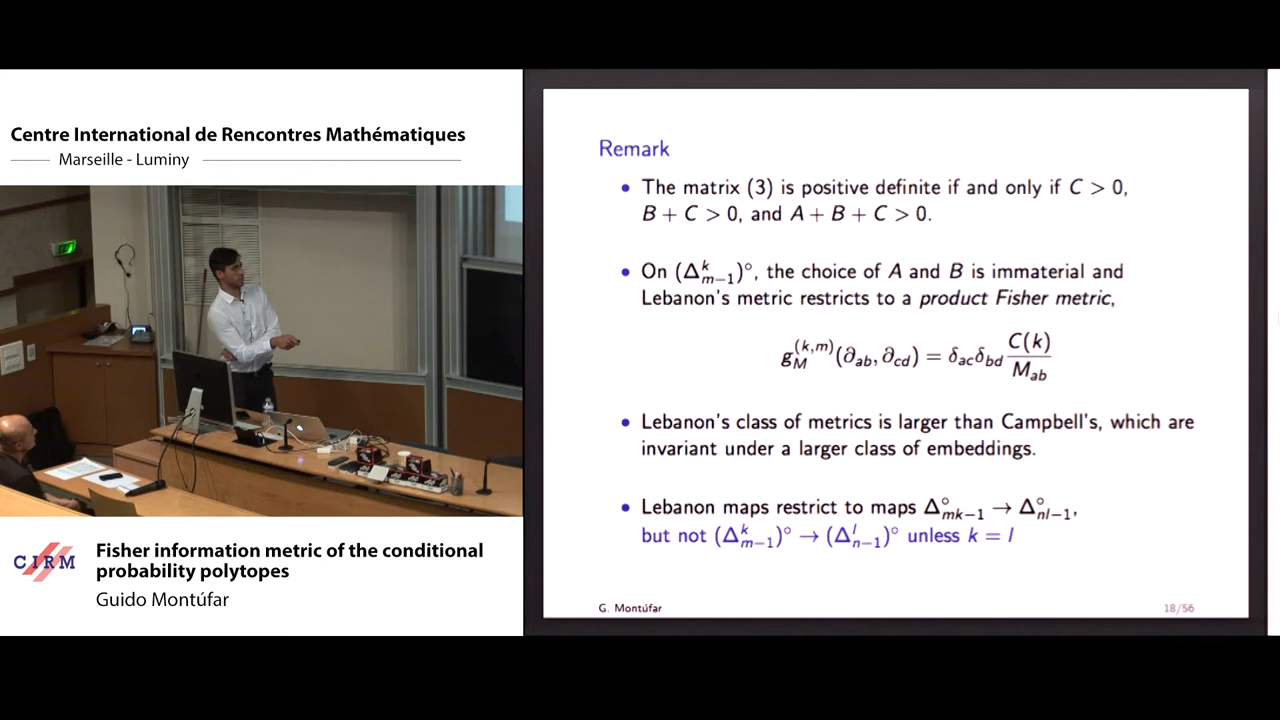 Centre International de Rencontres Mathématiques
Marseille - Luminy
CIRM
Fisher information metric of the conditional
probability polytopes
Guido Montúfar
Remark
• The matrix (3) is positive definite if and only if C > 0,
B + C > 0, and A + B + C > 0.
• On (Δ^k_{m−1})°, the choice of A and B is immaterial and
Lebanon's metric restricts to a product Fisher metric,
g_M^{(k,m)}(∂_{ab}, ∂_{cd}) = δ_{ac}δ_{bd} C(k)/M_{ab}
• Lebanon's class of metrics is larger than Campbell's, which are
invariant under a larger class of embeddings.
• Lebanon maps restrict to maps Δ°_{mk−1} → Δ°_{nl−1},
but not (Δ^k_{m−1})° → (Δ^l_{n−1})° unless k = l
G. Montúfar
18/56